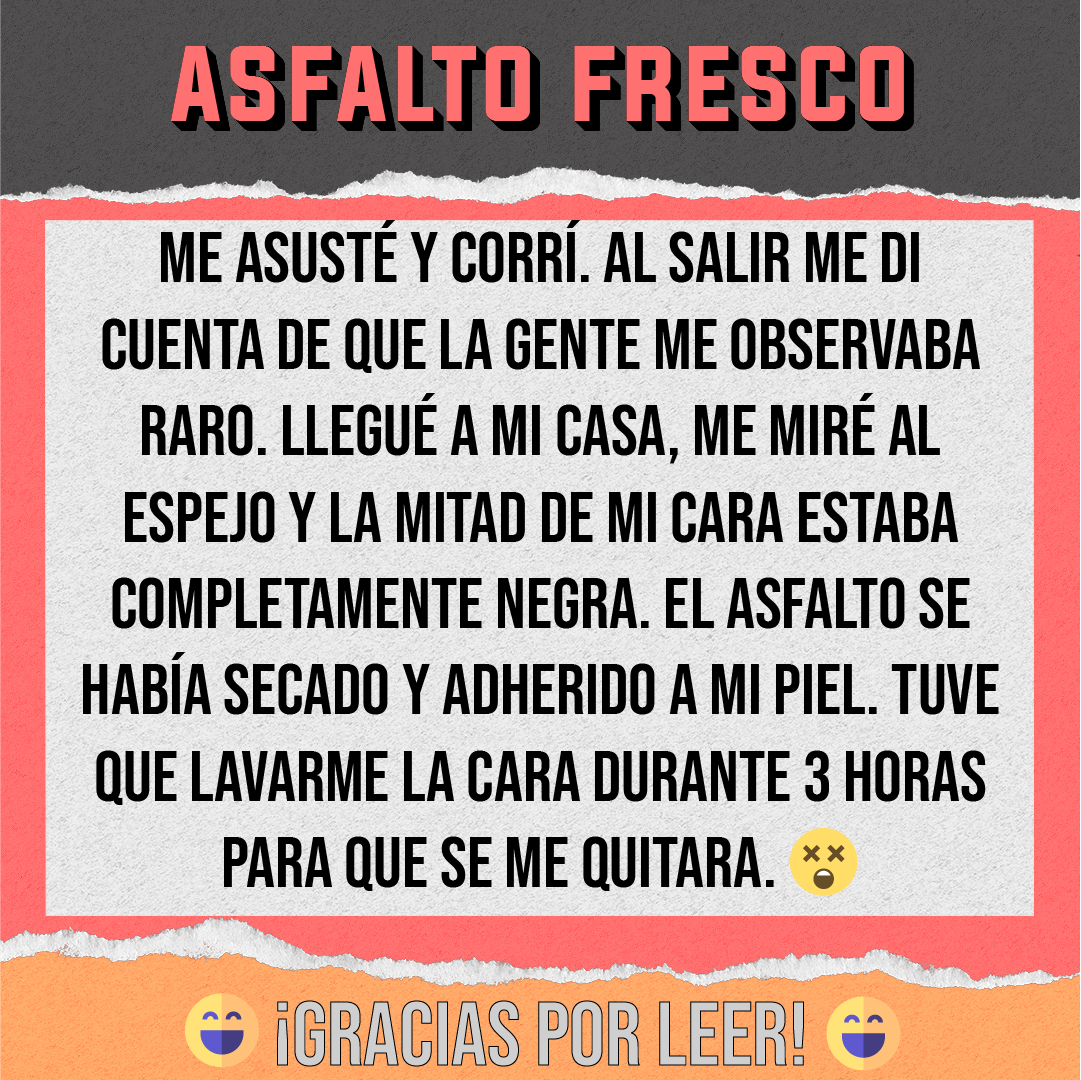 ASFALTO FRESCO
ME ASUSTÉ Y CORRÍ. AL SALIR ME DI
CUENTA DE QUE LA GENTE ME OBSERVABA
RARO. LLEGUÉ A MI CASA, ME MIRÉ AL
ESPEJO Y LA MITAD DE MI CARA ESTABA
COMPLETAMENTE NEGRA. EL ASFALTO SE
HABÍA SECADO Y ADHERIDO A MI PIEL. TUVE
QUE LAVARME LA CARA DURANTE 3 HORAS
PARA QUE SE ME QUITARA.
¡GRACIAS POR LEER!